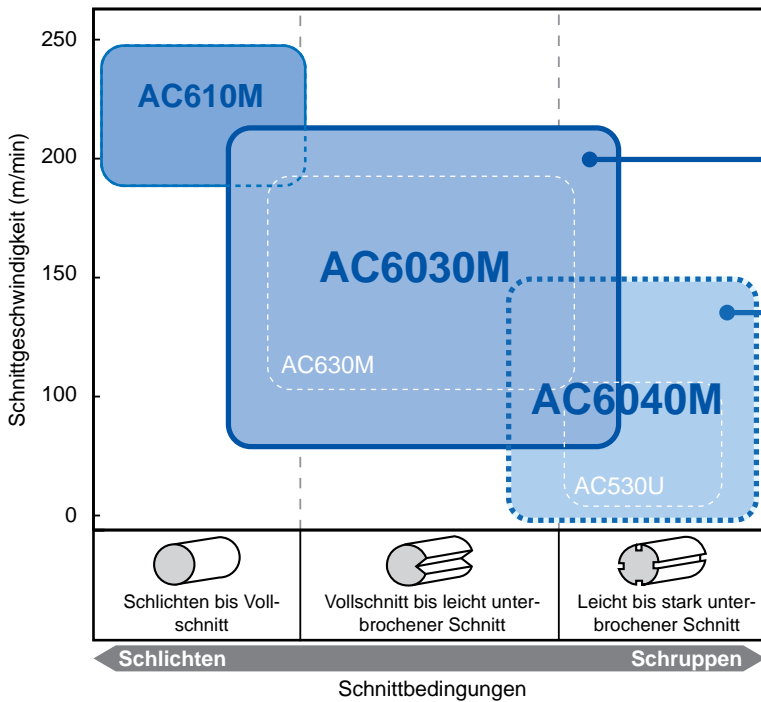 250
200
150
100
0
Schnittgeschwindigkeit (m/min)
AC610M
AC6030M
AC630M
AC6040M
AC530U
Schlichten bis Voll-
schnitt
Vollschnitt bis leicht unter-
brochener Schnitt
Leicht bis stark unter-
brochener Schnitt
Schlichten
Schruppen
Schnittbedingungen